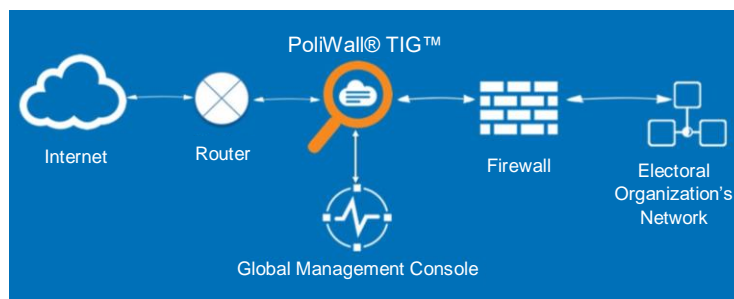 PoliWall® TIG™
Internet
Router
Firewall
Electoral
Organization's
Network
Global Management Console